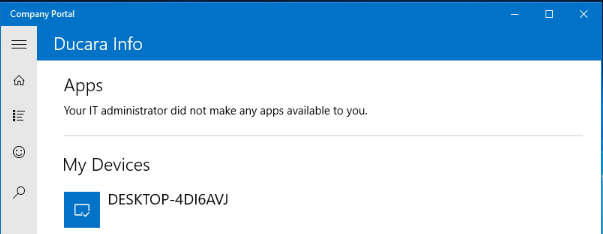 Company Portal
Ducara Info
Apps
Your IT administrator did not make any apps available to you.
My Devices
DESKTOP-4DI6AVJ